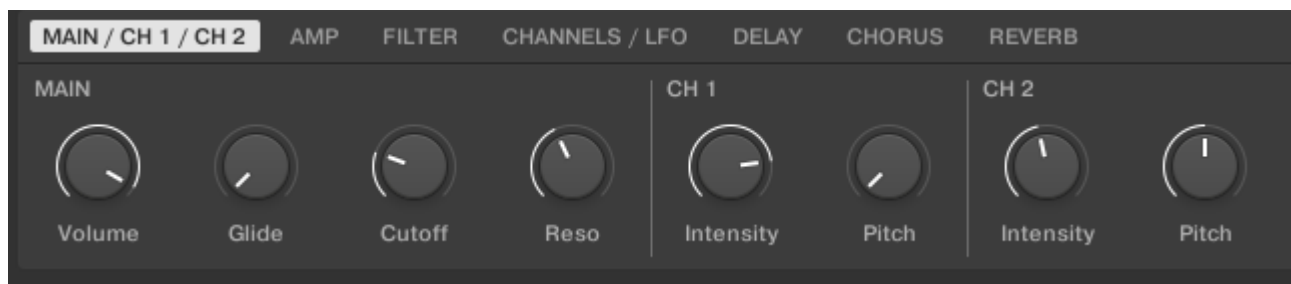 MAIN / CH 1 / CH 2 AMP FILTER CHANNELS / LFO DELAY CHORUS REVERB
MAIN CH 1 CH 2
Volume Glide Cutoff Reso Intensity Pitch Intensity Pitch